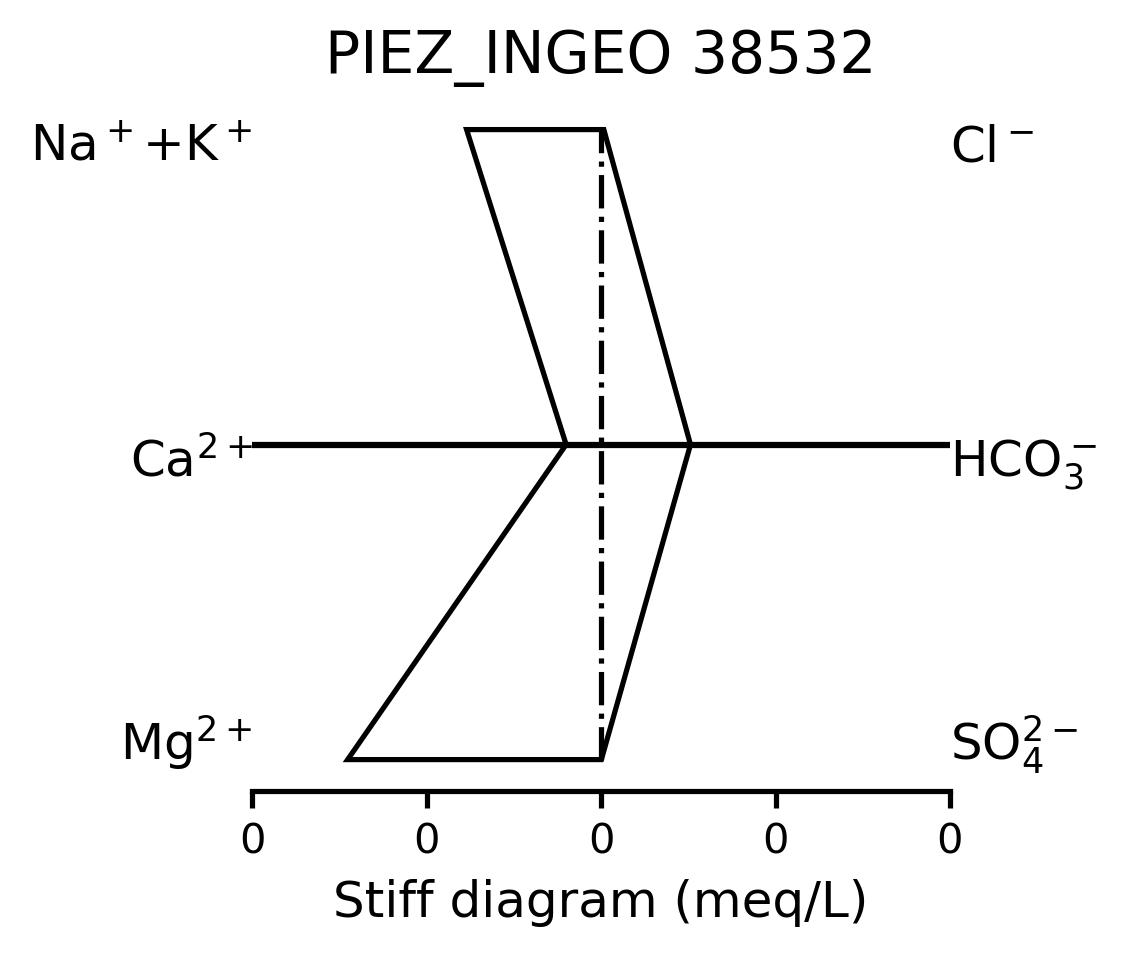 PIEZ_INGEO 38532
Na⁺+K⁺ Cl⁻
Ca²⁺ HCO₃⁻
Mg²⁺ SO₄²⁻
0 0 0 0 0
Stiff diagram (meq/L)